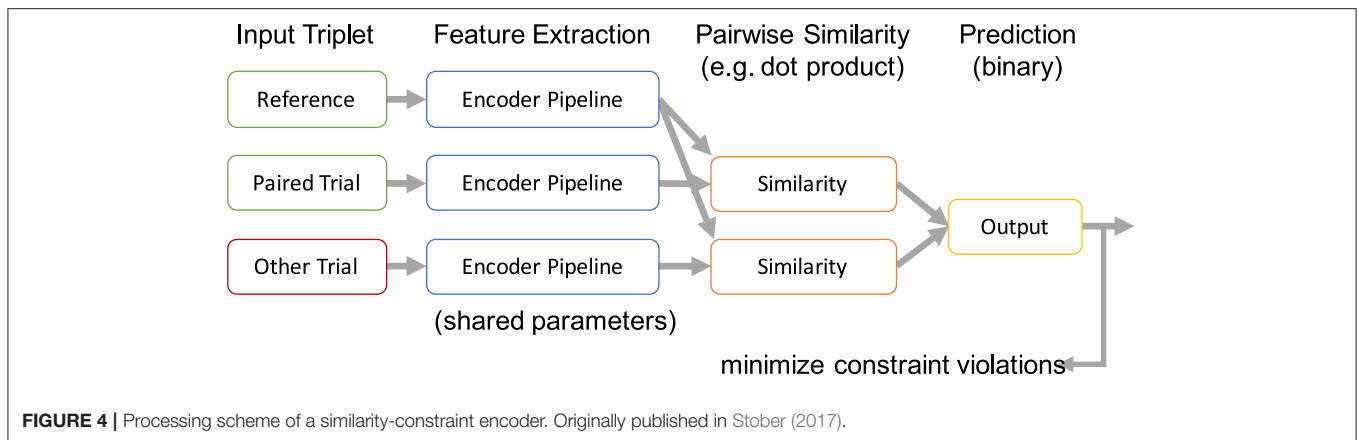 Input Triplet
Feature Extraction
Pairwise Similarity
(e.g. dot product)
Prediction
(binary)
Reference
Encoder Pipeline
Paired Trial
Encoder Pipeline
Similarity
Output
Other Trial
Encoder Pipeline
Similarity
(shared parameters)
minimize constraint violations
FIGURE 4 | Processing scheme of a similarity-constraint encoder. Originally published in Stober (2017).